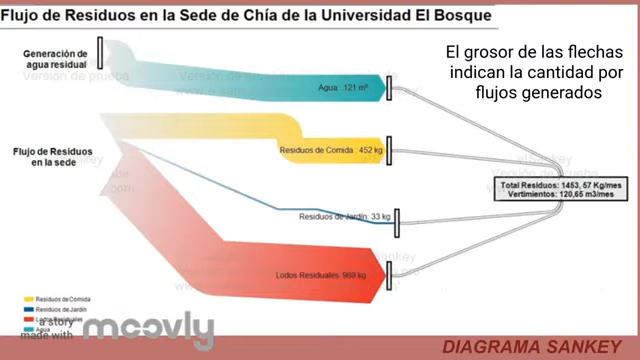 Flujo de Residuos en la Sede de Chía de la Universidad El Bosque
Generación de
agua residual
El grosor de las flechas
indican la cantidad por
flujos generados
Agua : 121 m³
Residuos de Comida : 452 kg
Flujo de Residuos
en la sede
Total Residuos: 1453, 57 Kg/mes
Vertimientos: 120,65 m3/mes
Residuos de Jardín: 33 kg
Lodos Residuales: 969 kg
Residuos de Comida
Residuos de Jardín
Lodos Residuales
Agua
a story
made with moovly
DIAGRAMA SANKEY